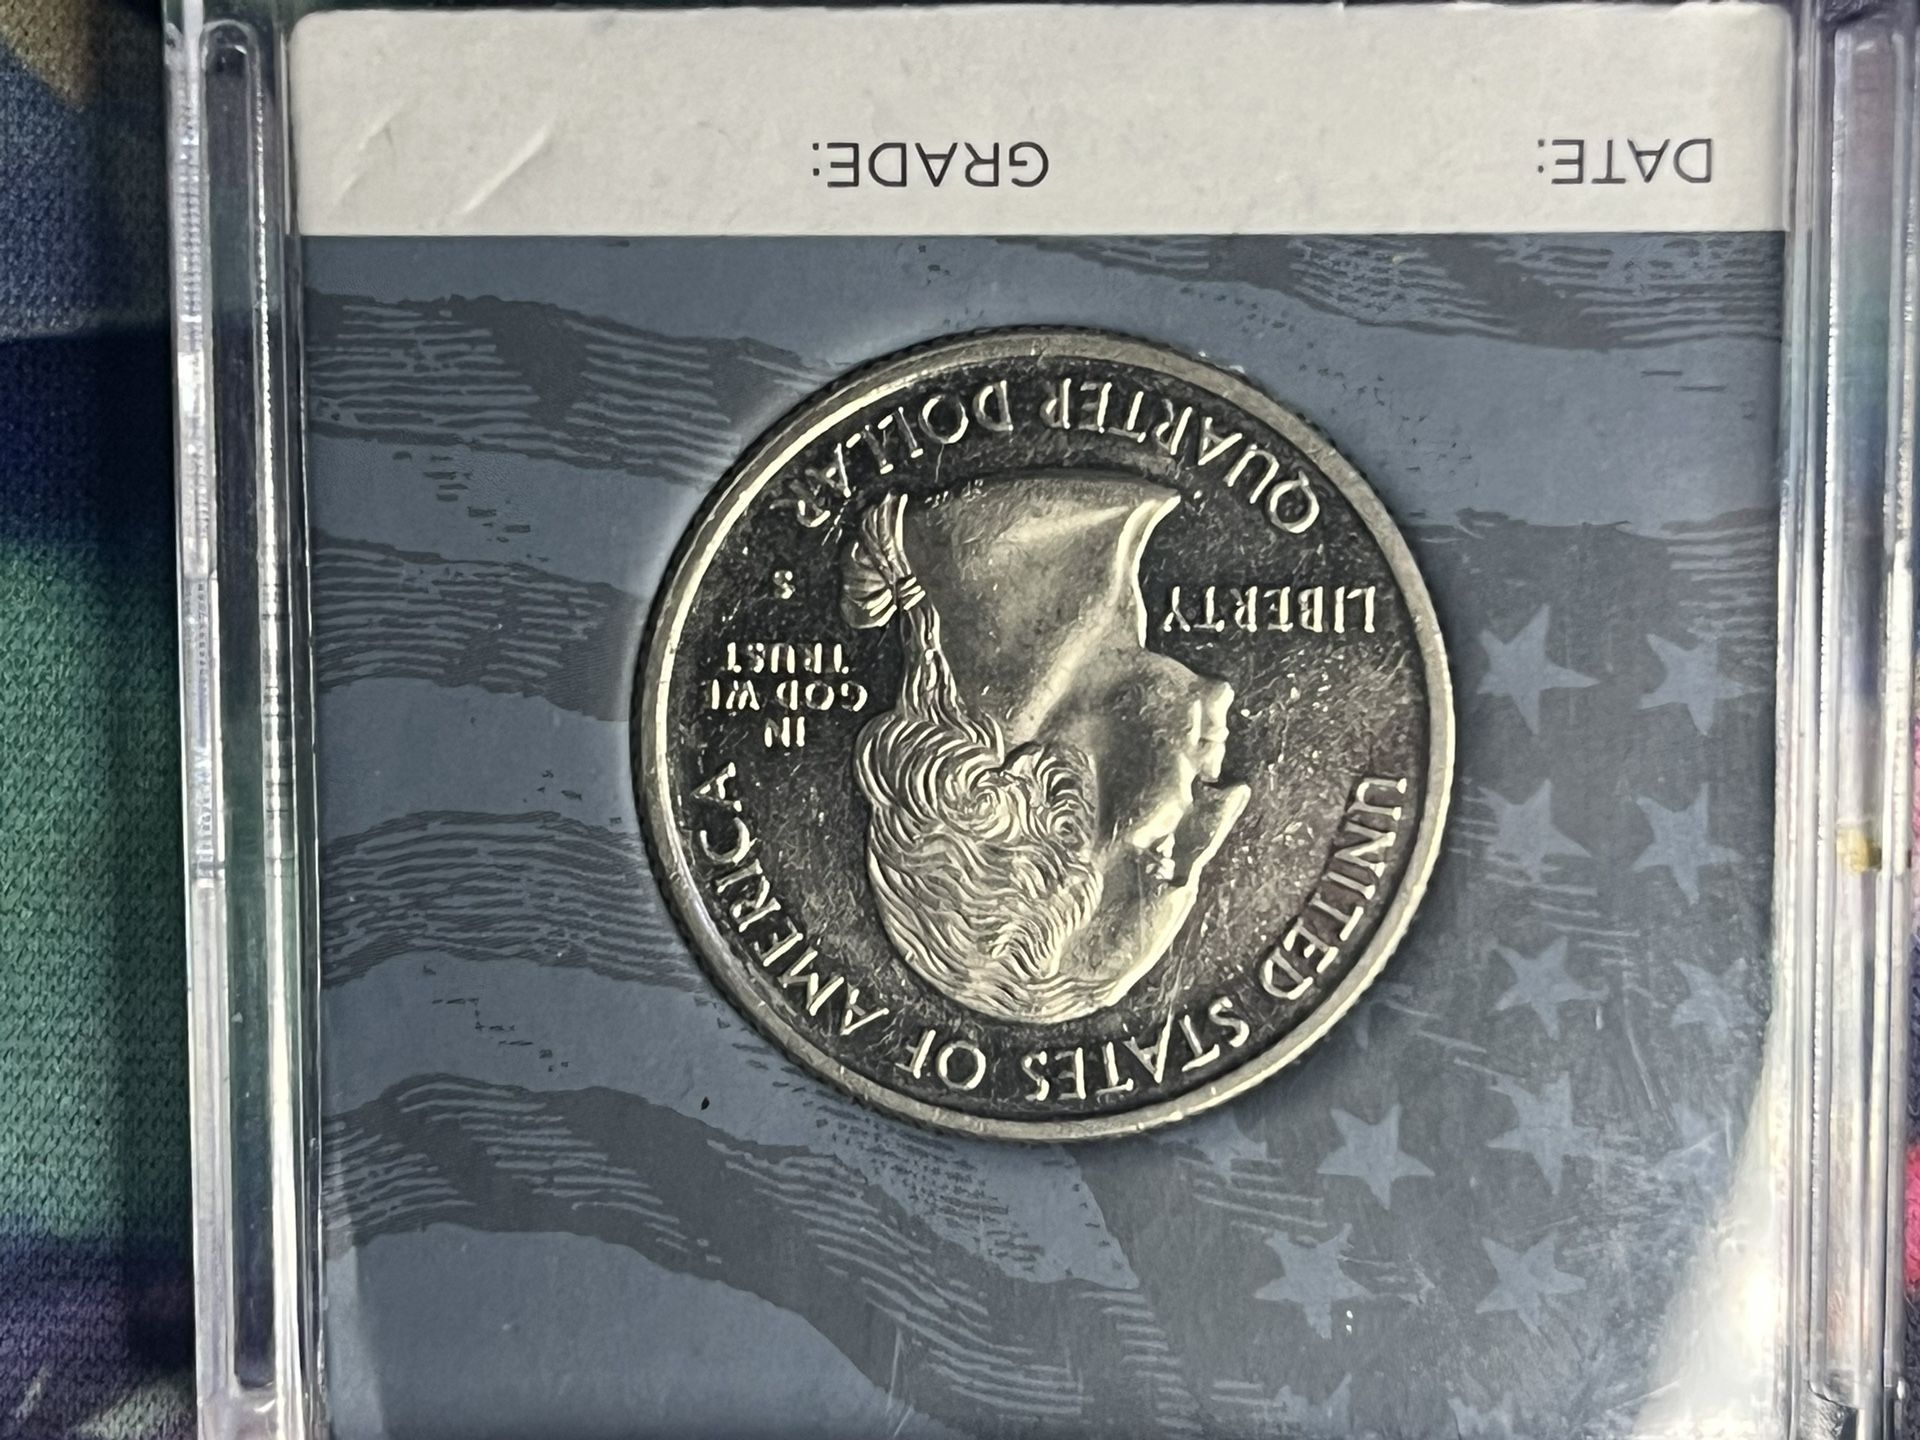 UNITED STATES OF AMERICA
LIBERTY
IN
GOD WE
TRUST
S
QUARTER DOLLAR
DATE:
GRADE: